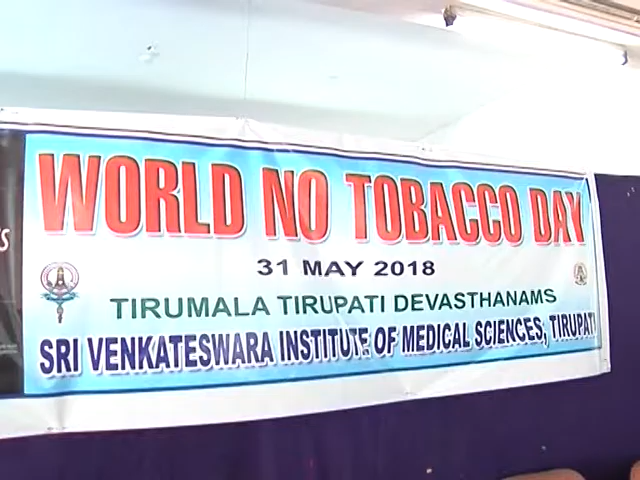 WORLD NO TOBACCO DAY
31 MAY 2018
TIRUMALA TIRUPATI DEVASTHANAMS
SRI VENKATESWARA INSTITUTE OF MEDICAL SCIENCES, TIRUPATI